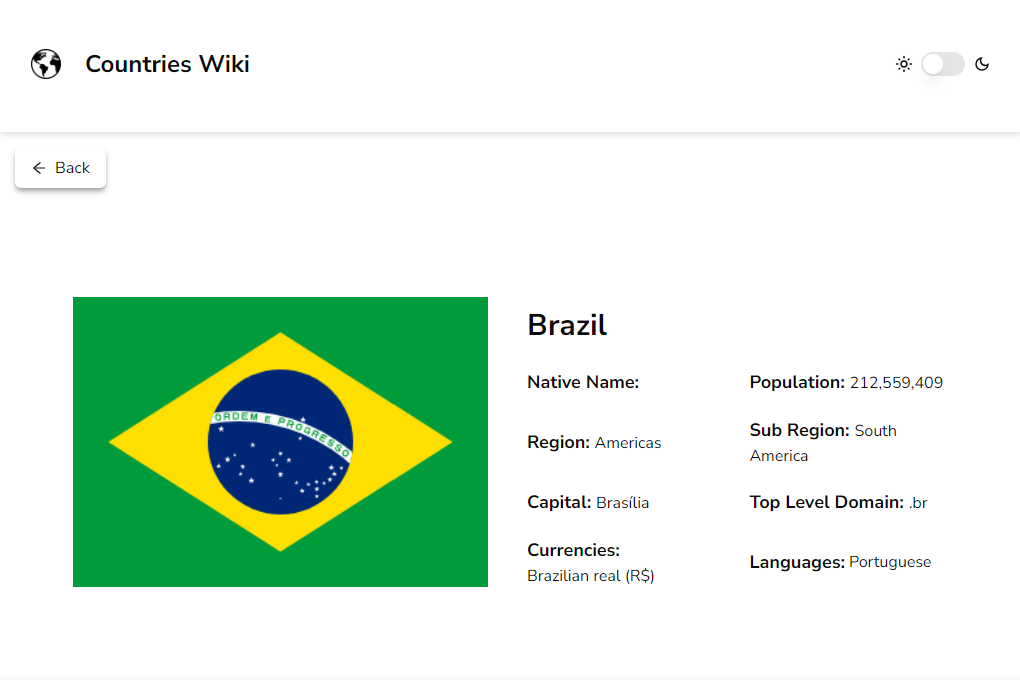 Countries Wiki
Back
ORDEM E PROGRESSO
Brazil
Native Name:
Population: 212,559,409
Region: Americas
Sub Region: South
America
Capital: Brasília
Top Level Domain: .br
Currencies:
Brazilian real (R$)
Languages: Portuguese